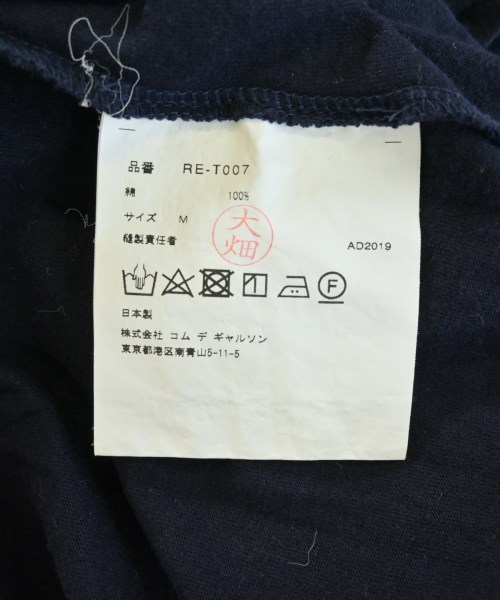 品番 RE-T007
綿 100%
サイズ M
縫製責任者 大畑 AD2019
F
日本製
株式会社 コム デ ギャルソン
東京都港区南青山5-11-5